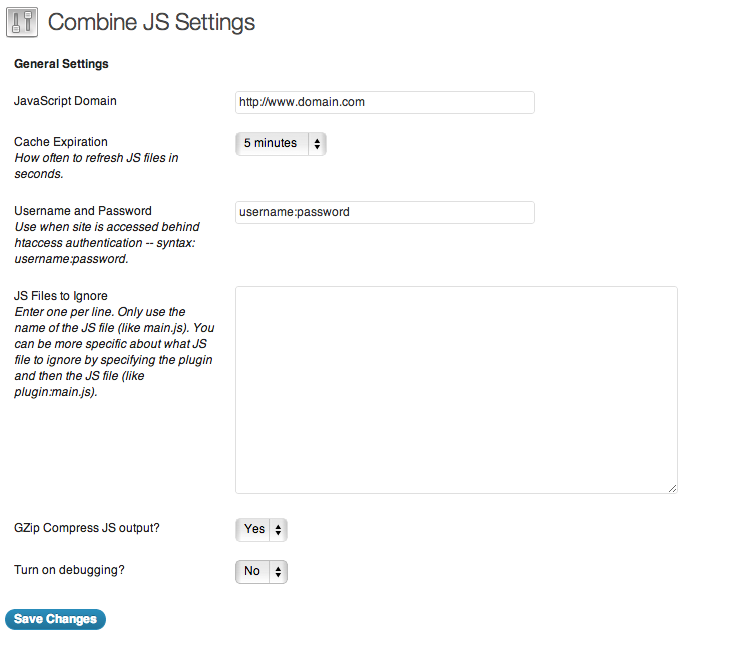 Combine JS Settings
General Settings
JavaScript Domain
http://www.domain.com
Cache Expiration
5 minutes
How often to refresh JS files in
seconds.
Username and Password
username:password
Use when site is accessed behind
htaccess authentication -- syntax:
username:password.
JS Files to Ignore
Enter one per line. Only use the
name of the JS file (like main.js). You
can be more specific about what JS
file to ignore by specifying the plugin
and then the JS file (like
plugin:main.js).
GZip Compress JS output?
Yes
Turn on debugging?
No
Save Changes